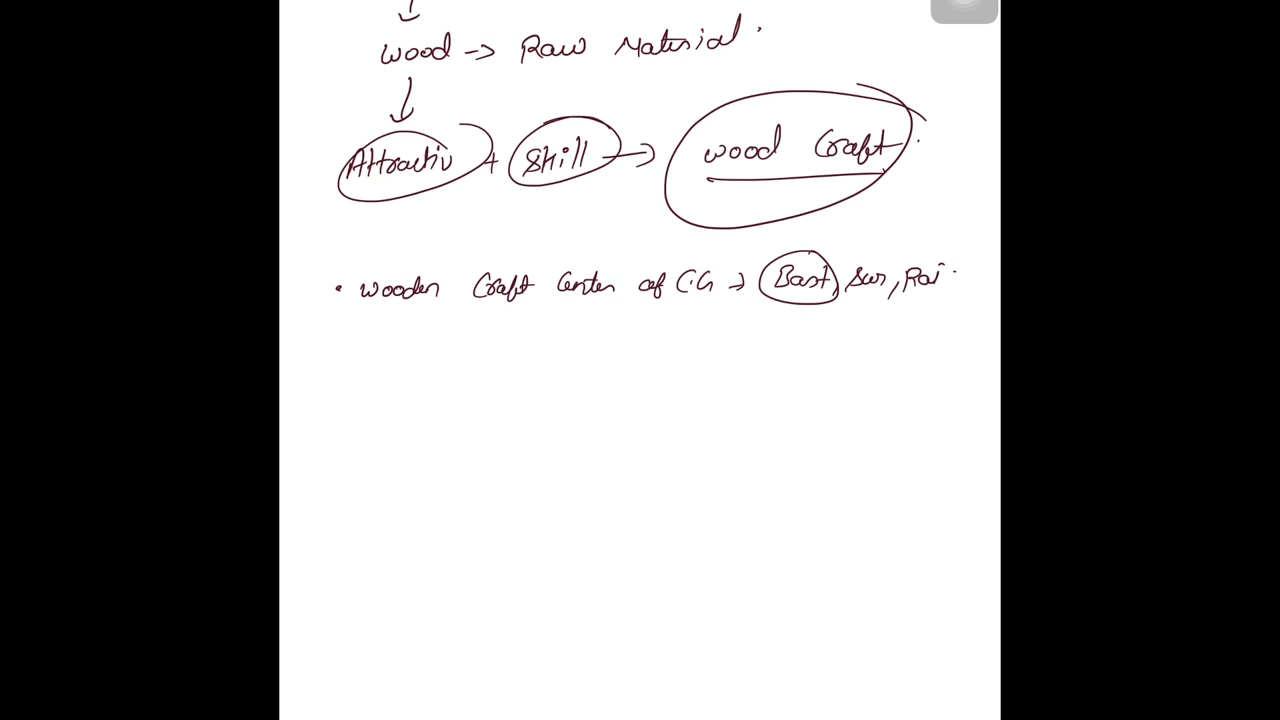 ↓
wood → Raw Material.
↓
Attractiv + Skill → wood Craft.
• wooden Craft Center of C.G → Bast, Sur, Rai.